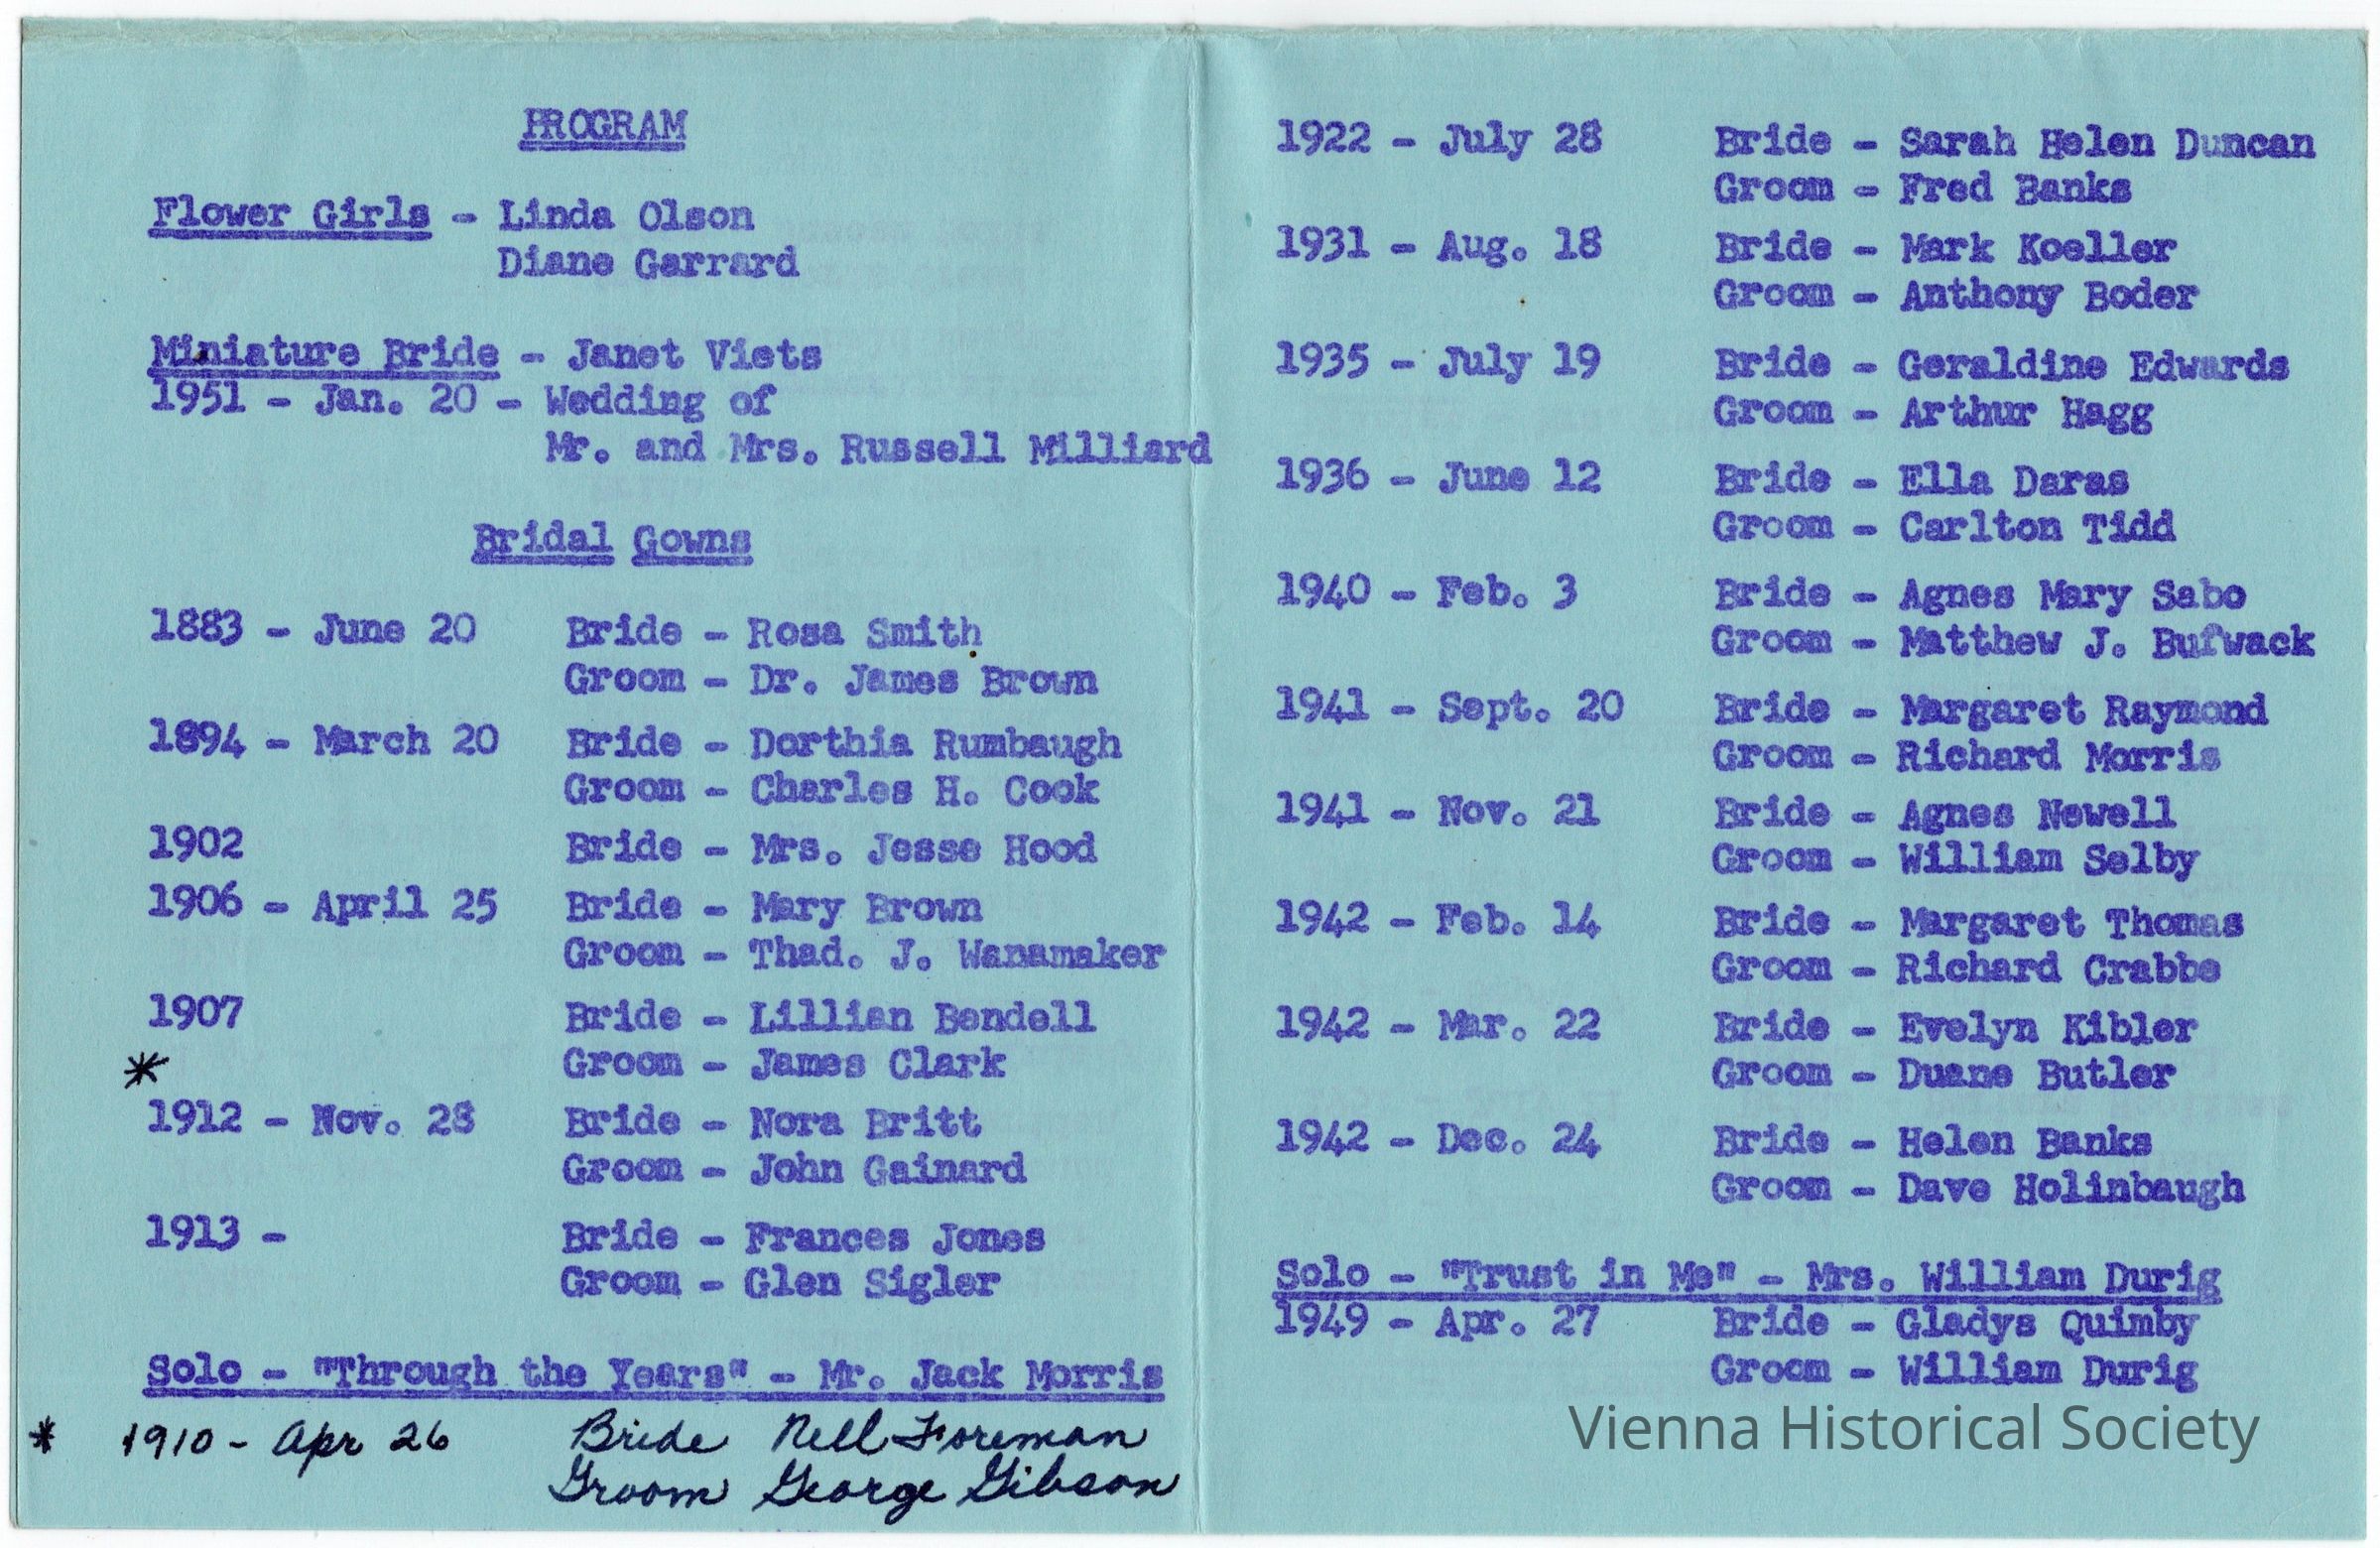 PROGRAM
Flower Girls - Linda Olson
Diane Garrard
Miniature Bride - Janet Viets
1951 - Jan. 20 - Wedding of
Mr. and Mrs. Russell Milliard
Bridal Gowns
1883 - June 20 Bride - Rosa Smith
Groom - Dr. James Brown
1894 - March 20 Bride - Dorthia Rumbaugh
Groom - Charles H. Cook
1902 Bride - Mrs. Jesse Hood
1906 - April 25 Bride - Mary Brown
Groom - Thad. J. Wanamaker
1907 Bride - Lillian Bendell
Groom - James Clark
*
1912 - Nov. 28 Bride - Nora Britt
Groom - John Gainard
1913 - Bride - Frances Jones
Groom - Glen Sigler
Solo - "Through the Years" - Mr. Jack Morris
* 1910 - Apr 26 Bride Nell Foreman
Groom George Gibson
1922 - July 28 Bride - Sarah Helen Duncan
Groom - Fred Banks
1931 - Aug. 18 Bride - Mark Koeller
Groom - Anthony Boder
1935 - July 19 Bride - Geraldine Edwards
Groom - Arthur Hagg
1936 - June 12 Bride - Ella Daras
Groom - Carlton Tidd
1940 - Feb. 3 Bride - Agnes Mary Sabo
Groom - Matthew J. Bufwack
1941 - Sept. 20 Bride - Margaret Raymond
Groom - Richard Morris
1941 - Nov. 21 Bride - Agnes Newell
Groom - William Selby
1942 - Feb. 14 Bride - Margaret Thomas
Groom - Richard Crabbe
1942 - Mar. 22 Bride - Evelyn Kibler
Groom - Duane Butler
1942 - Dec. 24 Bride - Helen Banks
Groom - Dave Holinbaugh
Solo - "Trust in Me" - Mrs. William Durig
1949 - Apr. 27 Bride - Gladys Quimby
Groom - William Durig
Vienna Historical Society